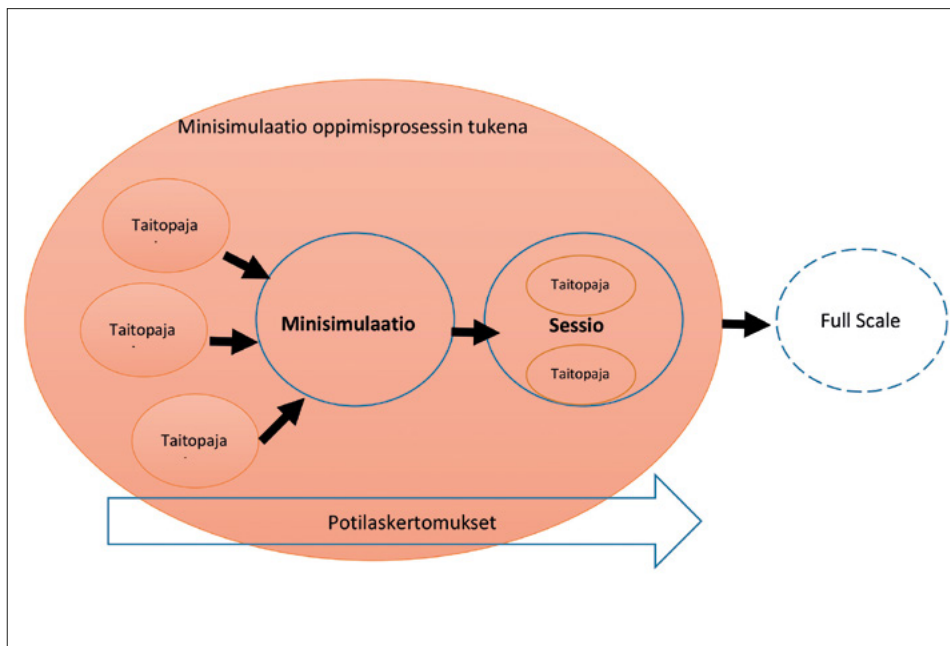 Minisimulaatio oppimisprosessin tukena
Taitopaja
.
Taitopaja
.
Taitopaja
.
Minisimulaatio
Taitopaja
Sessio
Taitopaja
Full Scale
Potilaskertomukset